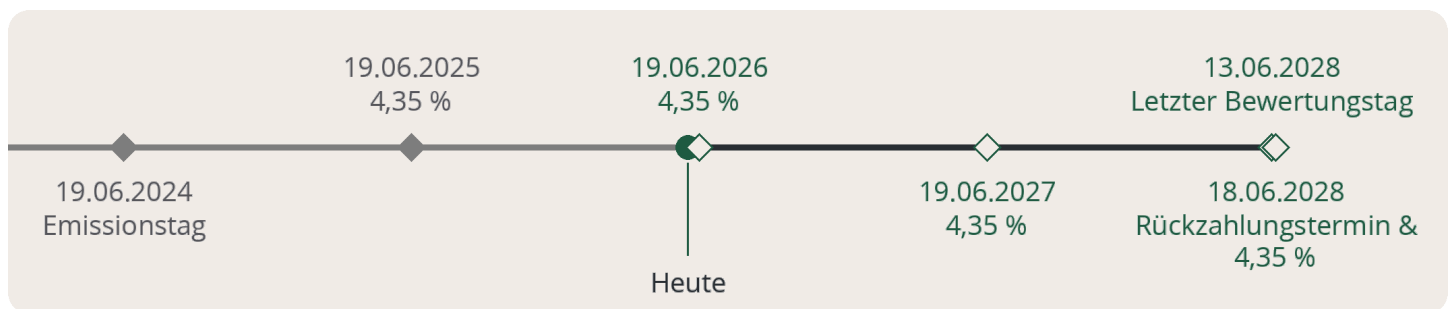 19.06.2024
Emissionstag
19.06.2025
4,35 %
19.06.2026
4,35 %
Heute
19.06.2027
4,35 %
13.06.2028
Letzter Bewertungstag
18.06.2028
Rückzahlungstermin &
4,35 %